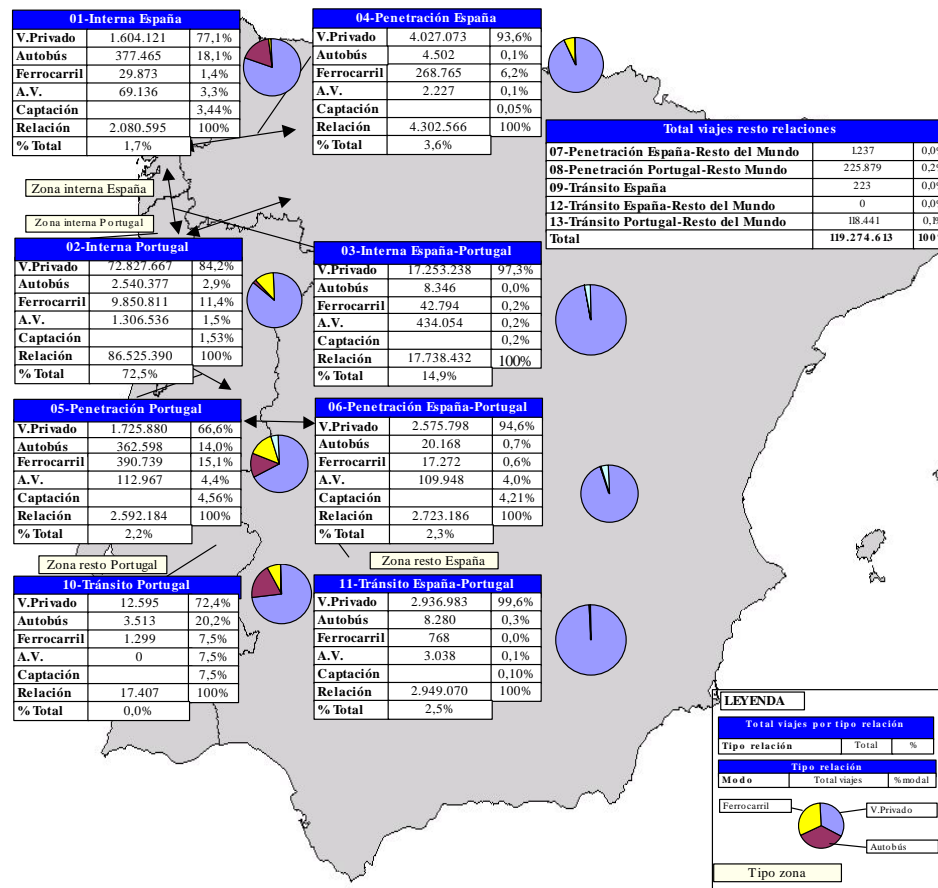 01-Interna España
V.Privado 1.604.121 77,1%
Autobús 377.465 18,1%
Ferrocarril 29.873 1,4%
A.V. 69.136 3,3%
Captación 3,44%
Relación 2.080.595 100%
% Total 1,7%
04-Penetración España
V.Privado 4.027.073 93,6%
Autobús 4.502 0,1%
Ferrocarril 268.765 6,2%
A.V. 2.227 0,1%
Captación 0,05%
Relación 4.302.566 100%
% Total 3,6%
Total viajes resto relaciones
07-Penetración España-Resto del Mundo 1237 0,0%
08-Penetración Portugal-Resto Mundo 225.879 0,2%
09-Tránsito España 223 0,0%
12-Tránsito España-Resto del Mundo 0 0,0%
13-Tránsito Portugal-Resto del Mundo 118.441 0,1%
Total 119.274.613 100%
Zona interna España
Zona interna Portugal
02-Interna Portugal
V.Privado 72.827.667 84,2%
Autobús 2.540.377 2,9%
Ferrocarril 9.850.811 11,4%
A.V. 1.306.536 1,5%
Captación 1,53%
Relación 86.525.390 100%
% Total 72,5%
03-Interna España-Portugal
V.Privado 17.253.238 97,3%
Autobús 8.346 0,0%
Ferrocarril 42.794 0,2%
A.V. 434.054 0,2%
Captación 0,2%
Relación 17.738.432 100%
% Total 14,9%
05-Penetración Portugal
V.Privado 1.725.880 66,6%
Autobús 362.598 14,0%
Ferrocarril 390.739 15,1%
A.V. 112.967 4,4%
Captación 4,56%
Relación 2.592.184 100%
% Total 2,2%
06-Penetración España-Portugal
V.Privado 2.575.798 94,6%
Autobús 20.168 0,7%
Ferrocarril 17.272 0,6%
A.V. 109.948 4,0%
Captación 4,21%
Relación 2.723.186 100%
% Total 2,3%
Zona resto Portugal
Zona resto España
10-Tránsito Portugal
V.Privado 12.595 72,4%
Autobús 3.513 20,2%
Ferrocarril 1.299 7,5%
A.V. 0 7,5%
Captación 7,5%
Relación 17.407 100%
% Total 0,0%
11-Tránsito España-Portugal
V.Privado 2.936.983 99,6%
Autobús 8.280 0,3%
Ferrocarril 768 0,0%
A.V. 3.038 0,1%
Captación 0,10%
Relación 2.949.070 100%
% Total 2,5%
LEYENDA
Total viajes por tipo relación
Tipo relación Total %
Tipo relación
Modo Total viajes % modal
Ferrocarril
V.Privado
Autobús
Tipo zona